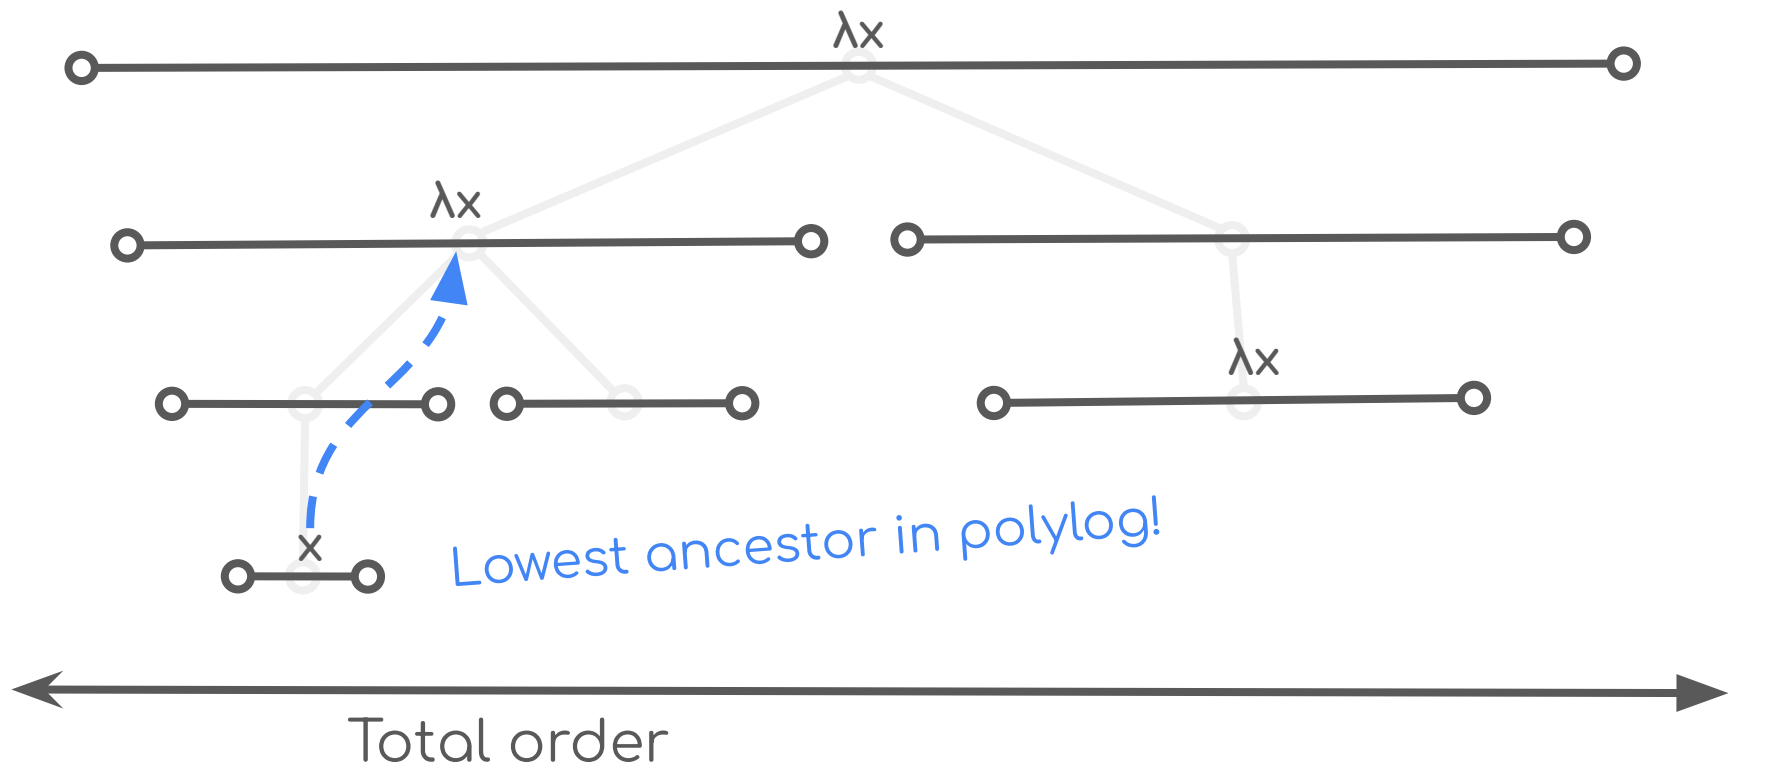 λx
λx
λx
x
Lowest ancestor in polylog!
Total order